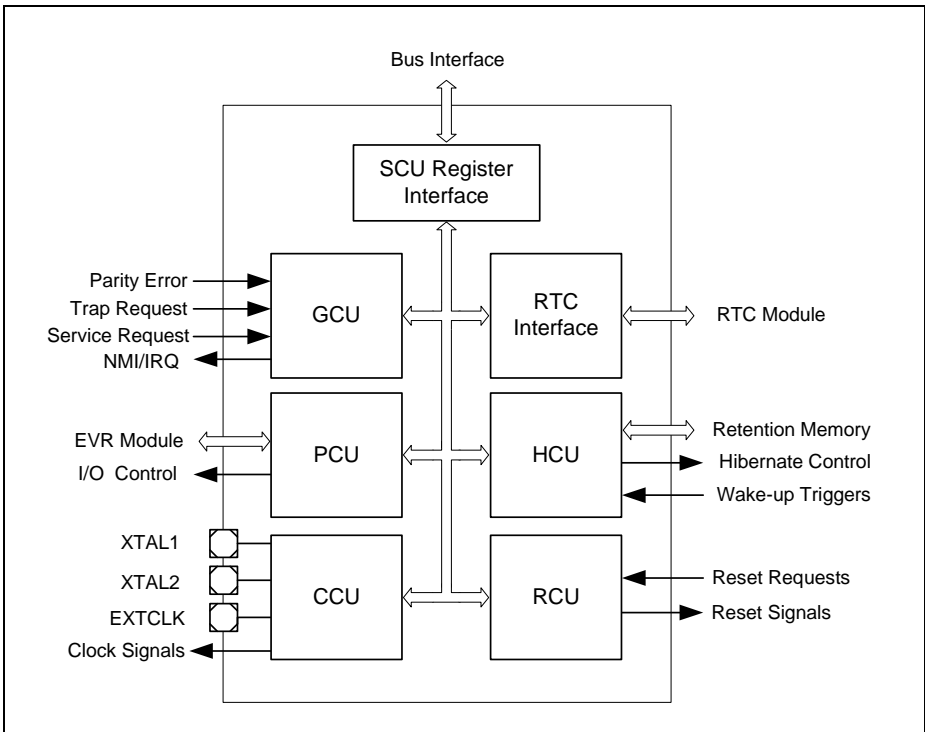 Bus Interface
SCU Register
Interface
Parity Error
Trap Request
Service Request
NMI/IRQ
GCU
RTC
Interface
RTC Module
EVR Module
I/O Control
PCU
HCU
Retention Memory
Hibernate Control
Wake-up Triggers
XTAL1
XTAL2
EXTCLK
Clock Signals
CCU
RCU
Reset Requests
Reset Signals